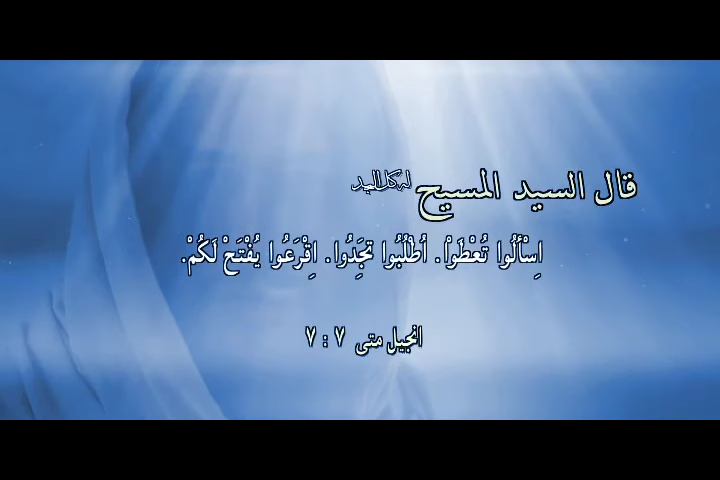 قال السيد المسيح له كل المجد
اِسْأَلُوا تُعْطَوْا. اُطْلُبُوا تَجِدُوا. اِقْرَعُوا يُفْتَحْ لَكُمْ.
انجيل متى ٧ : ٧